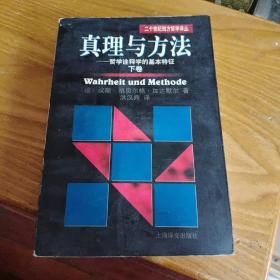 二十世纪西方哲学译丛
真理与方法
——哲学诠释学的基本特征
下卷
Wahrheit und Methode
〔德〕汉斯-格奥尔格·加达默尔 著
洪汉鼎 译
上海译文出版社